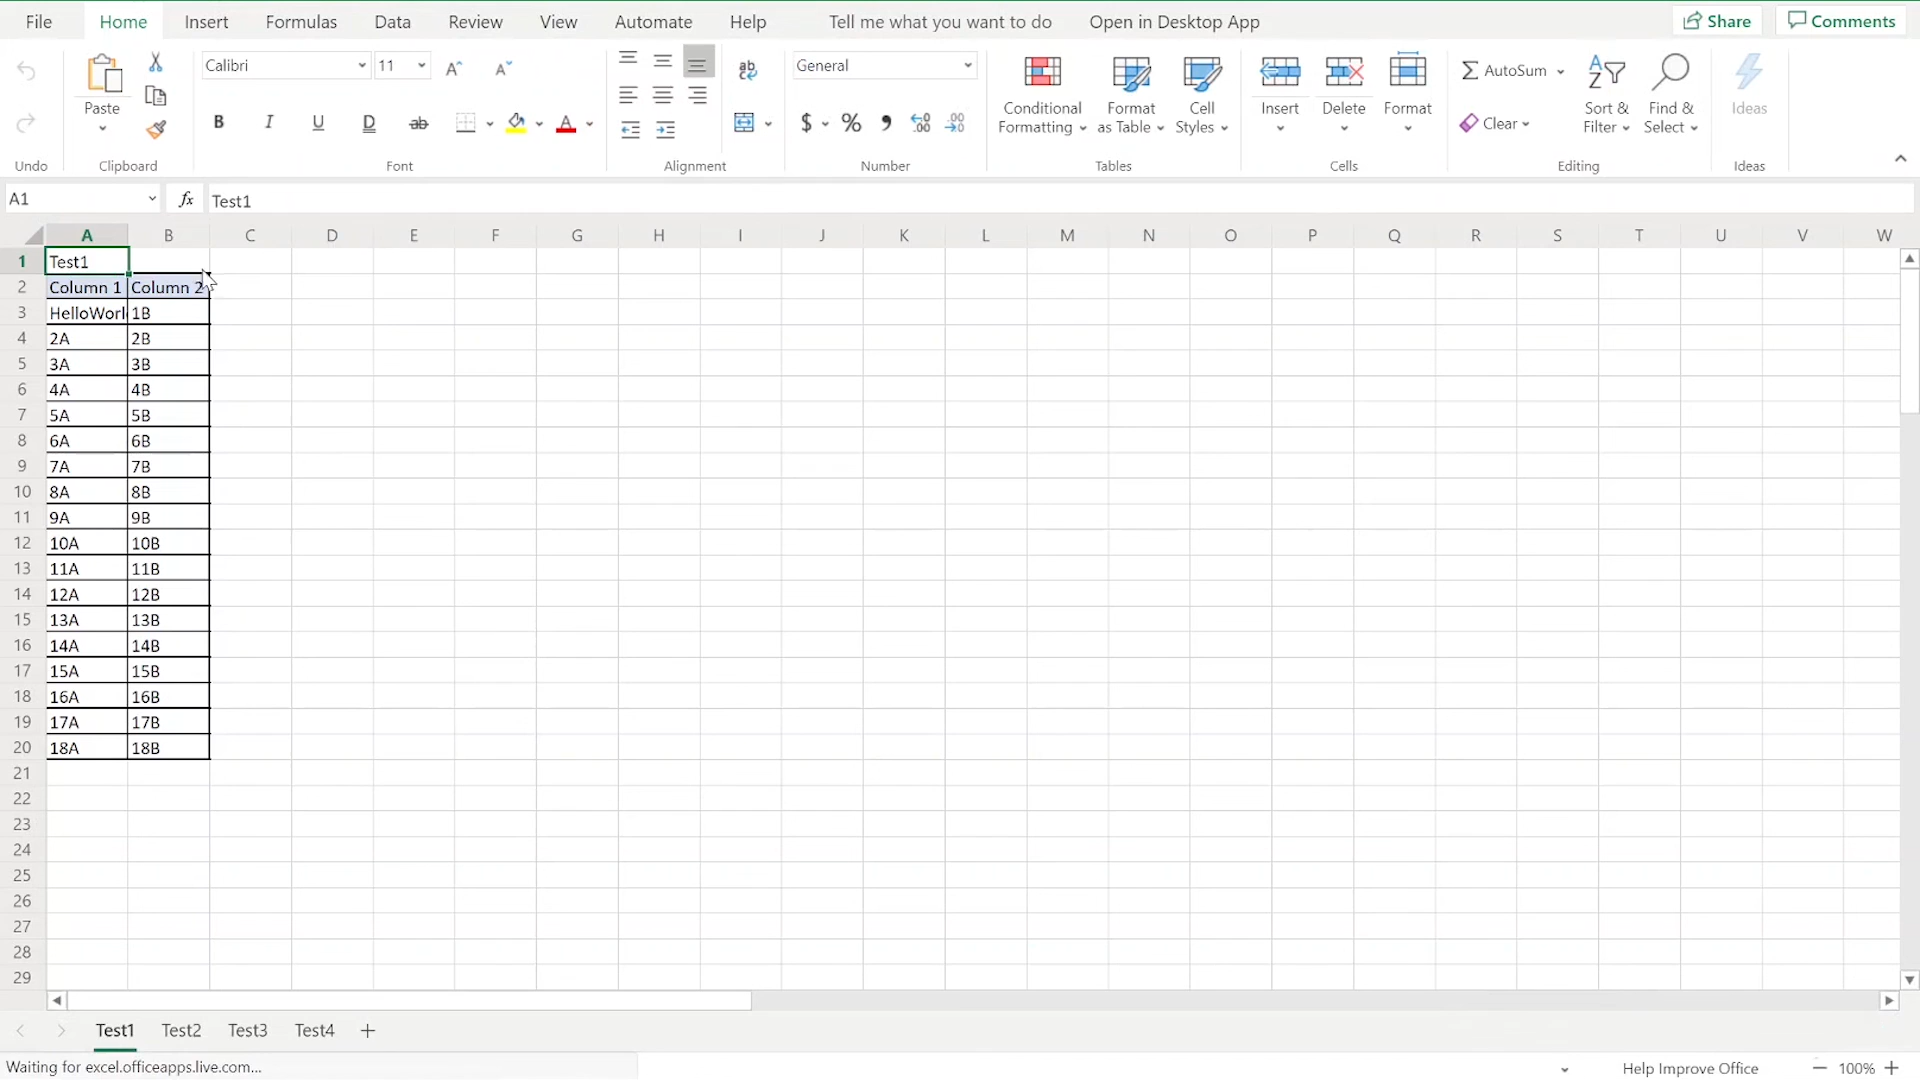 File Home Insert Formulas Data Review View Automate Help Tell me what you want to do Open in Desktop App Share Comments
Calibri 11 A^ A˅ ab General AutoSum
Paste Conditional Formatting Format as Table Cell Styles Insert Delete Format Sort & Filter Find & Select Ideas
B I U D ab A $ % 9 .00 .00 Clear
Undo Clipboard Font Alignment Number Tables Cells Editing Ideas
A1 fx Test1
A B C D E F G H I J K L M N O P Q R S T U V W
1 Test1
2 Column 1 Column 2
3 HelloWorl 1B
4 2A 2B
5 3A 3B
6 4A 4B
7 5A 5B
8 6A 6B
9 7A 7B
10 8A 8B
11 9A 9B
12 10A 10B
13 11A 11B
14 12A 12B
15 13A 13B
16 14A 14B
17 15A 15B
18 16A 16B
19 17A 17B
20 18A 18B
21
22
23
24
25
26
27
28
29
Test1 Test2 Test3 Test4 +
Waiting for excel.officeapps.live.com... Help Improve Office − 100% +